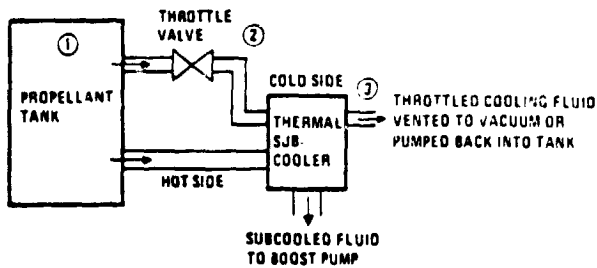 THROTTLE
VALVE
1
2
PROPELLANT
TANK
COLD SIDE
3
THERMAL
SJB-
COOLER
THROTTLED COOLING FLUID
VENTED TO VACUUM OR
PUMPED BACK INTO TANK
HOT SIDE
SUBCOOLED FLUID
TO BOOST PUMP